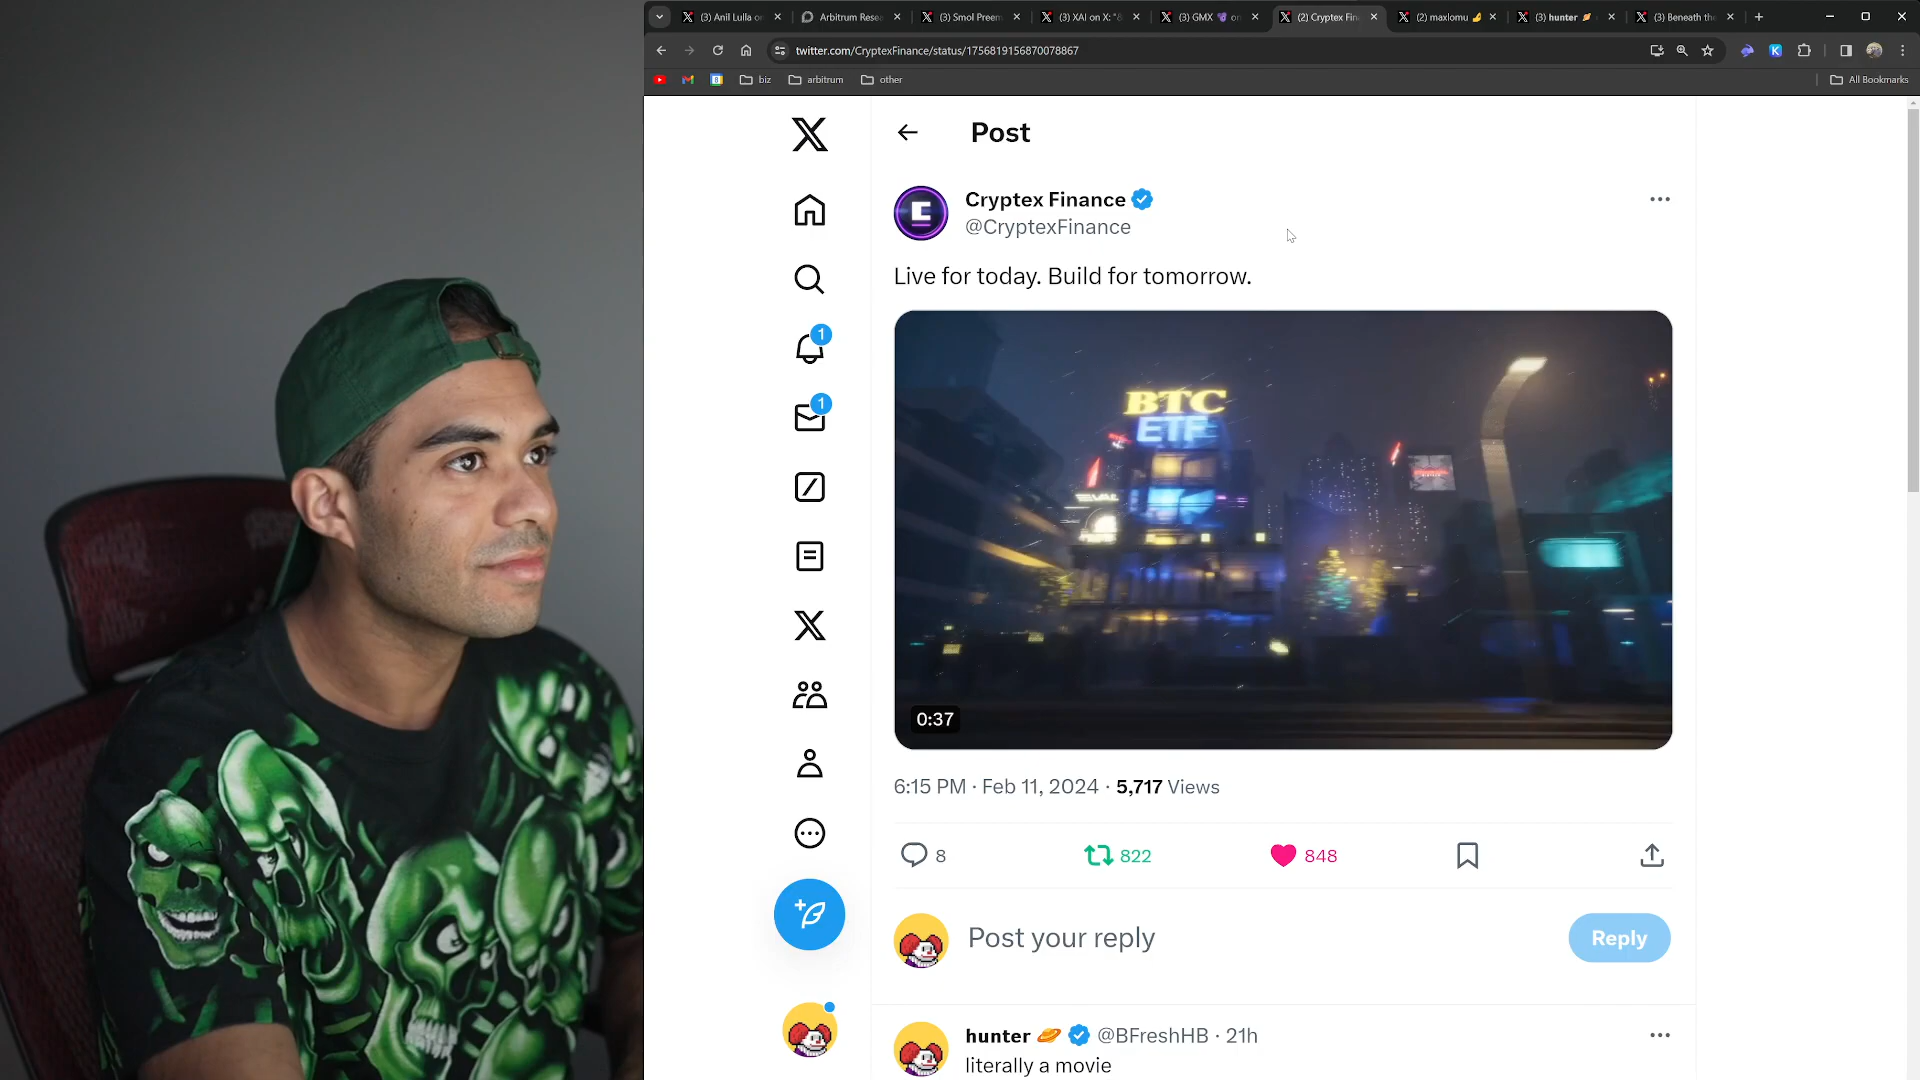 (3) Anil Lulla o
Arbitrum Rese
(3) Smol Preem
(3) XAI on X: "
(3) GMX
(2) Cryptex Fin
(2) maxlomu
(3) hunter
(3) Beneath th
twitter.com/CryptexFinance/status/1756819156870078867
biz
arbitrum
other
All Bookmarks
Post
Cryptex Finance
@CryptexFinance
Live for today. Build for tomorrow.
BTC
ETF
0:37
6:15 PM · Feb 11, 2024 · 5,717 Views
8
822
848
1
1
Post your reply
Reply
hunter 🪐 @BFreshHB · 21h
literally a movie